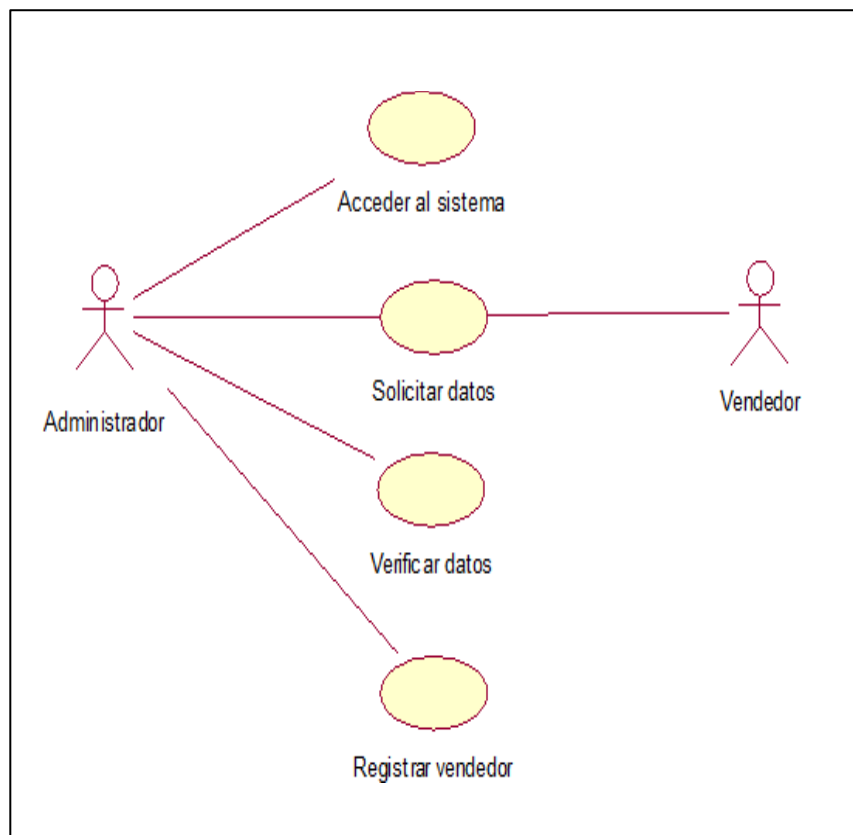 Acceder al sistema
Solicitar datos
Administrador
Vendedor
Verificar datos
Registrar vendedor